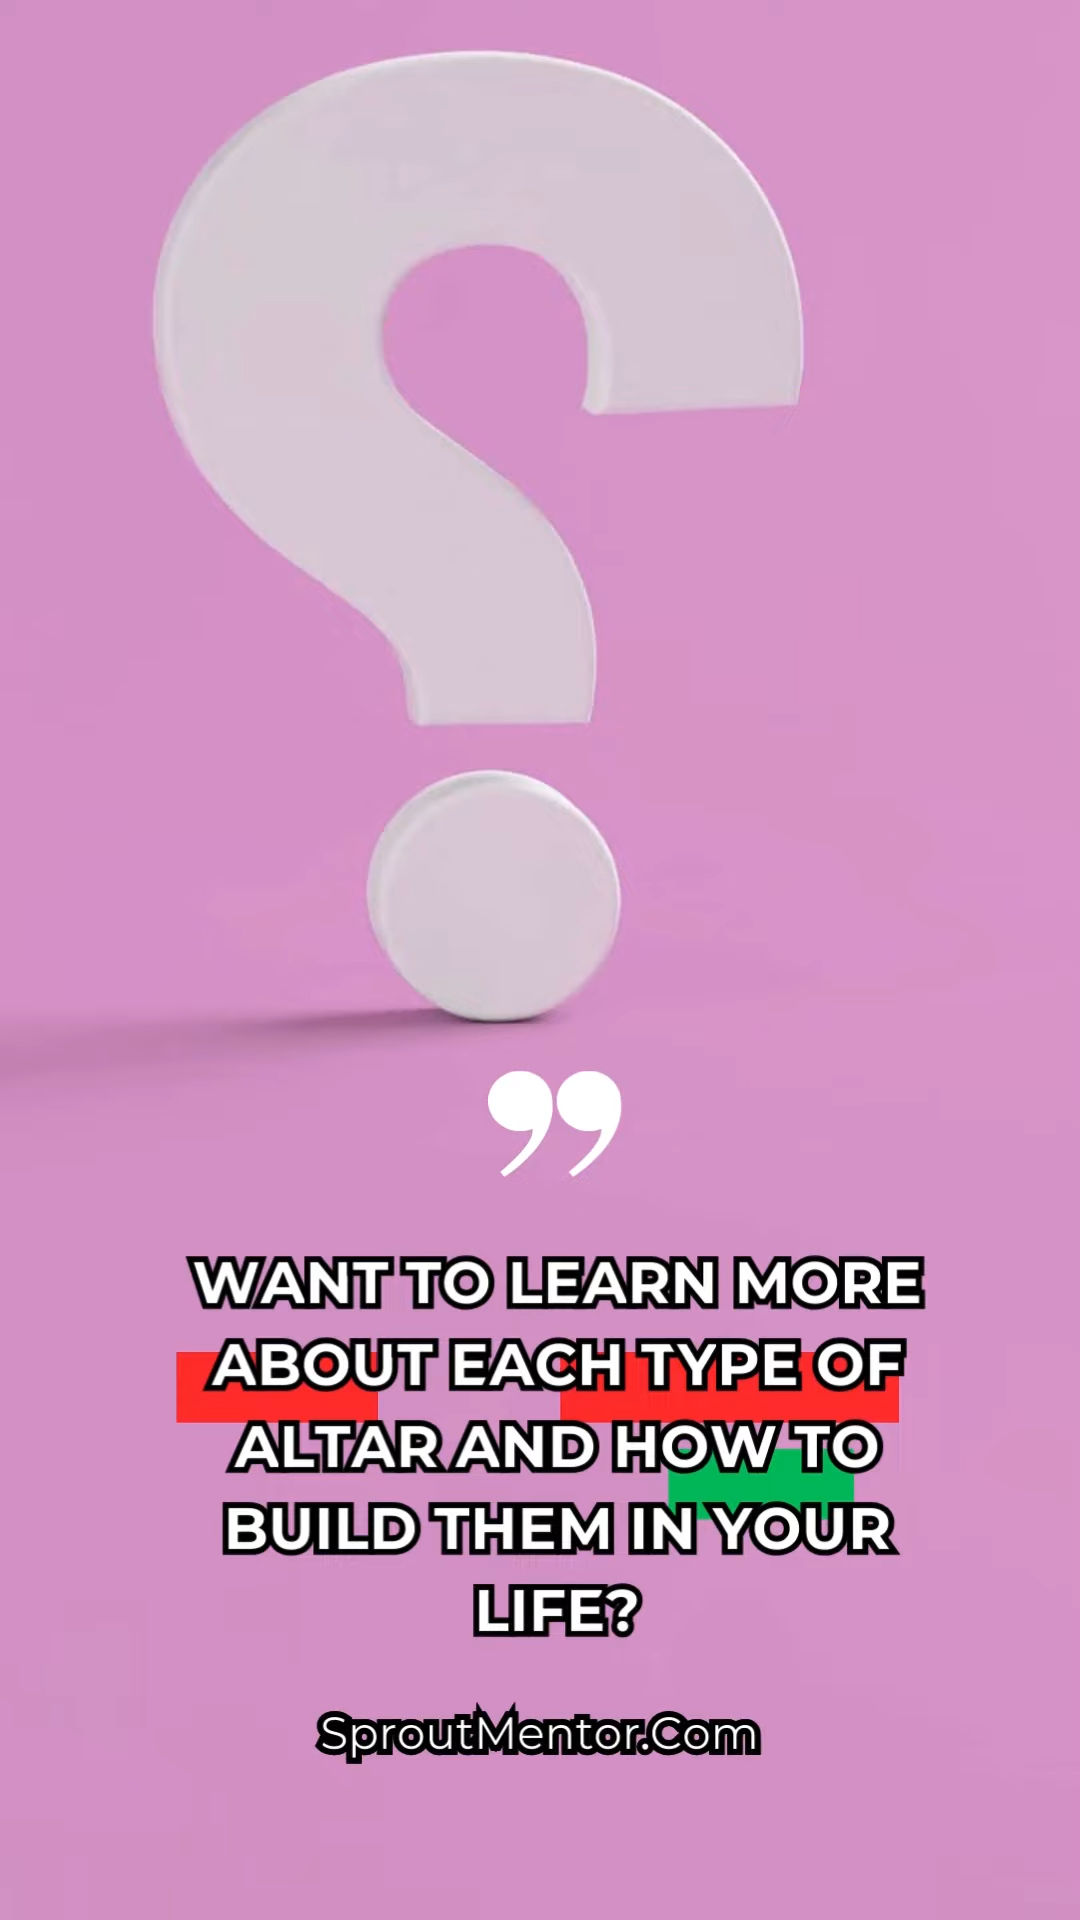 ”
WANT TO LEARN MORE
ABOUT EACH TYPE OF
ALTAR AND HOW TO
BUILD THEM IN YOUR
LIFE?
SproutMentor.Com